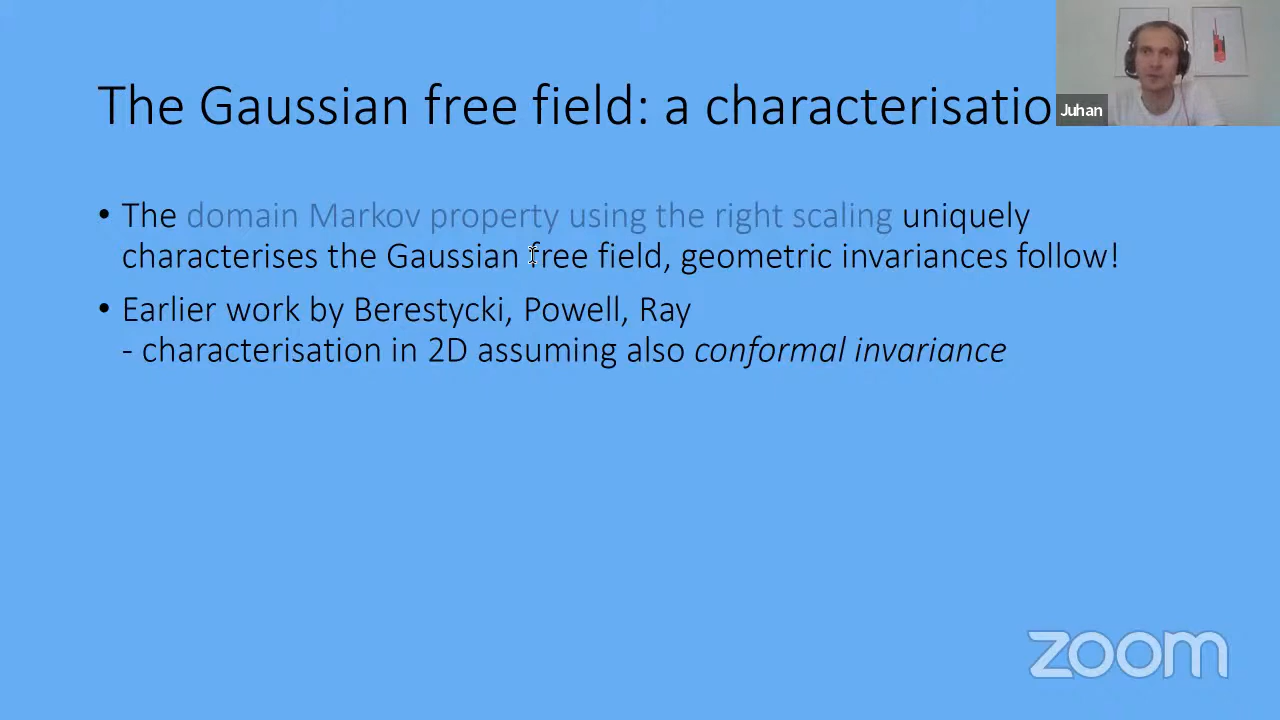 The Gaussian free field: a characterisatio
Juhan
• The domain Markov property using the right scaling uniquely
characterises the Gaussian free field, geometric invariances follow!
• Earlier work by Berestycki, Powell, Ray
- characterisation in 2D assuming also conformal invariance
zoom